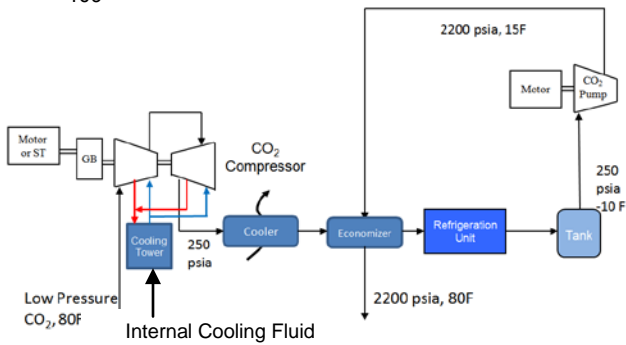 2200 psia, 15F
Motor
CO2
Pump
Motor
or ST
GB
CO2
Compressor
250
psia
-10 F
Cooling
Tower
250
psia
Cooler
Economizer
Refrigeration
Unit
Tank
Low Pressure
CO2, 80F
2200 psia, 80F
Internal Cooling Fluid